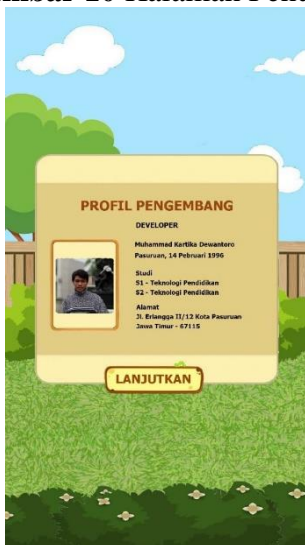 PROFIL PENGEMBANG
DEVELOPER
Muhammad Kartika Dewantoro
Pasuruan, 14 Pebruari 1996
Studi
S1 - Teknologi Pendidikan
S2 - Teknologi Pendidikan
Alamat
Jl. Erlangga II/12 Kota Pasuruan
Jawa Timur - 67115
LANJUTKAN